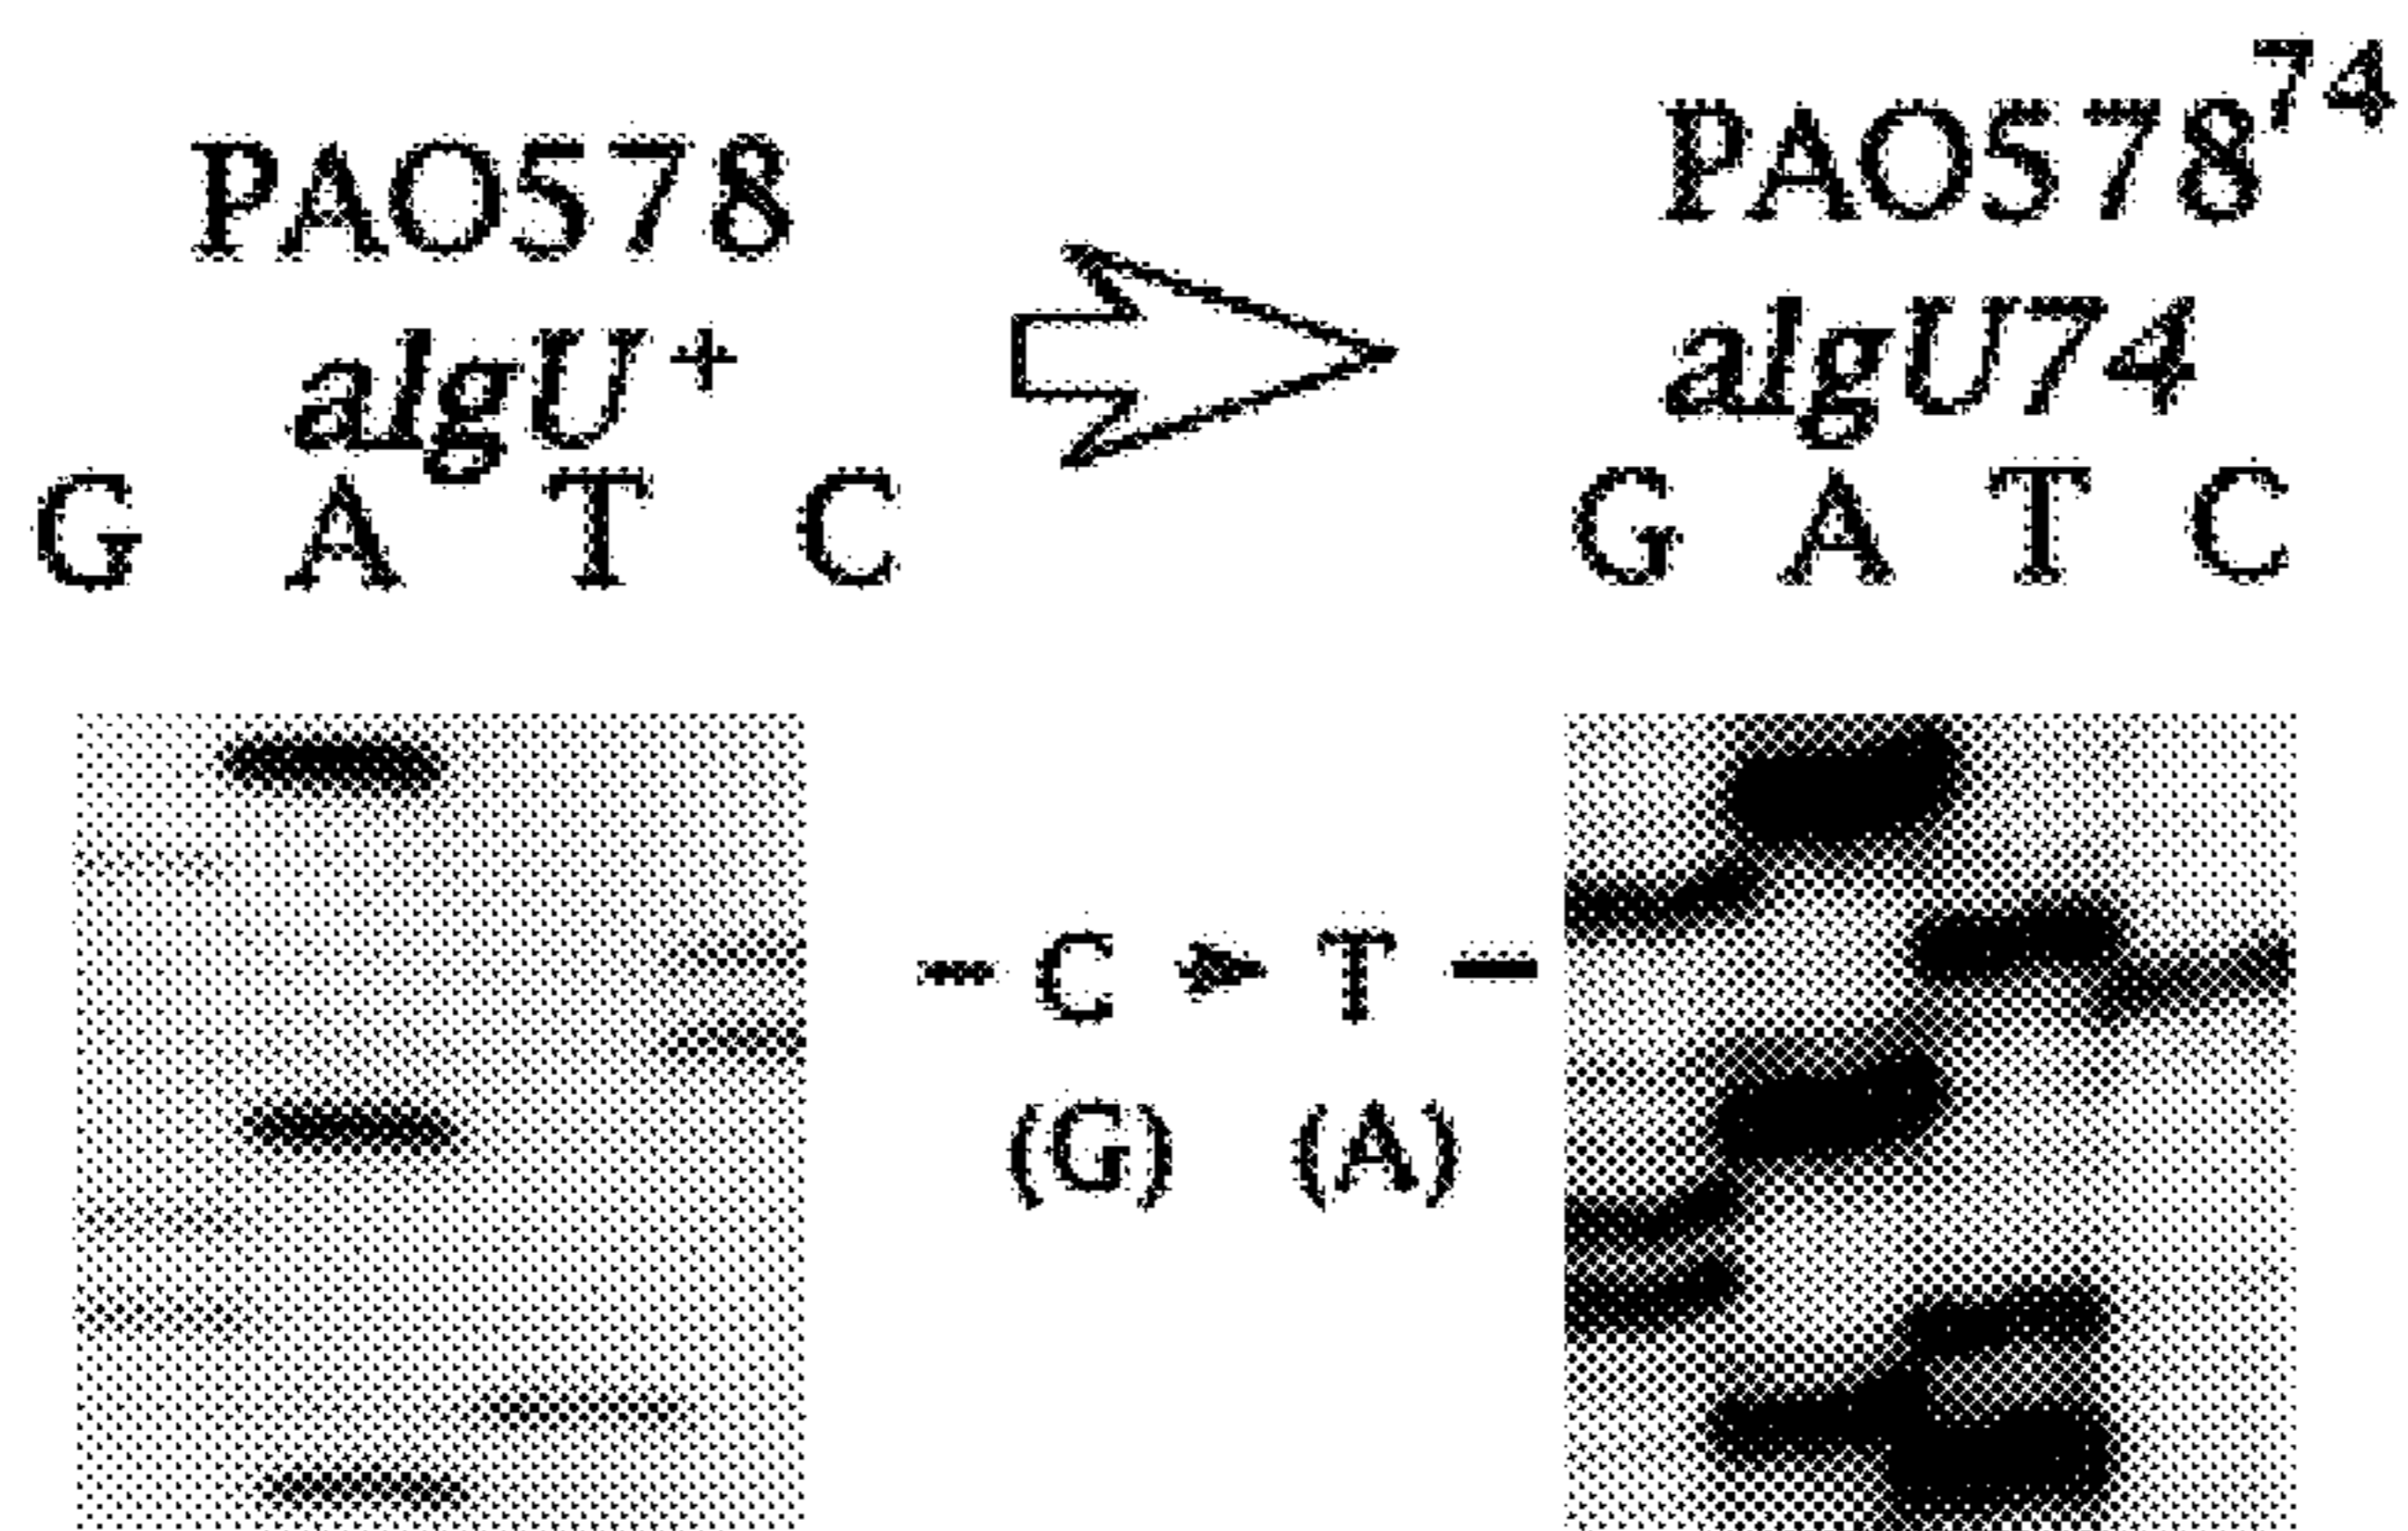 PAO578
algU+
G A T C
PAO578⁷⁴
algU74
G A T C
- C ➤ T -
(G) (A)